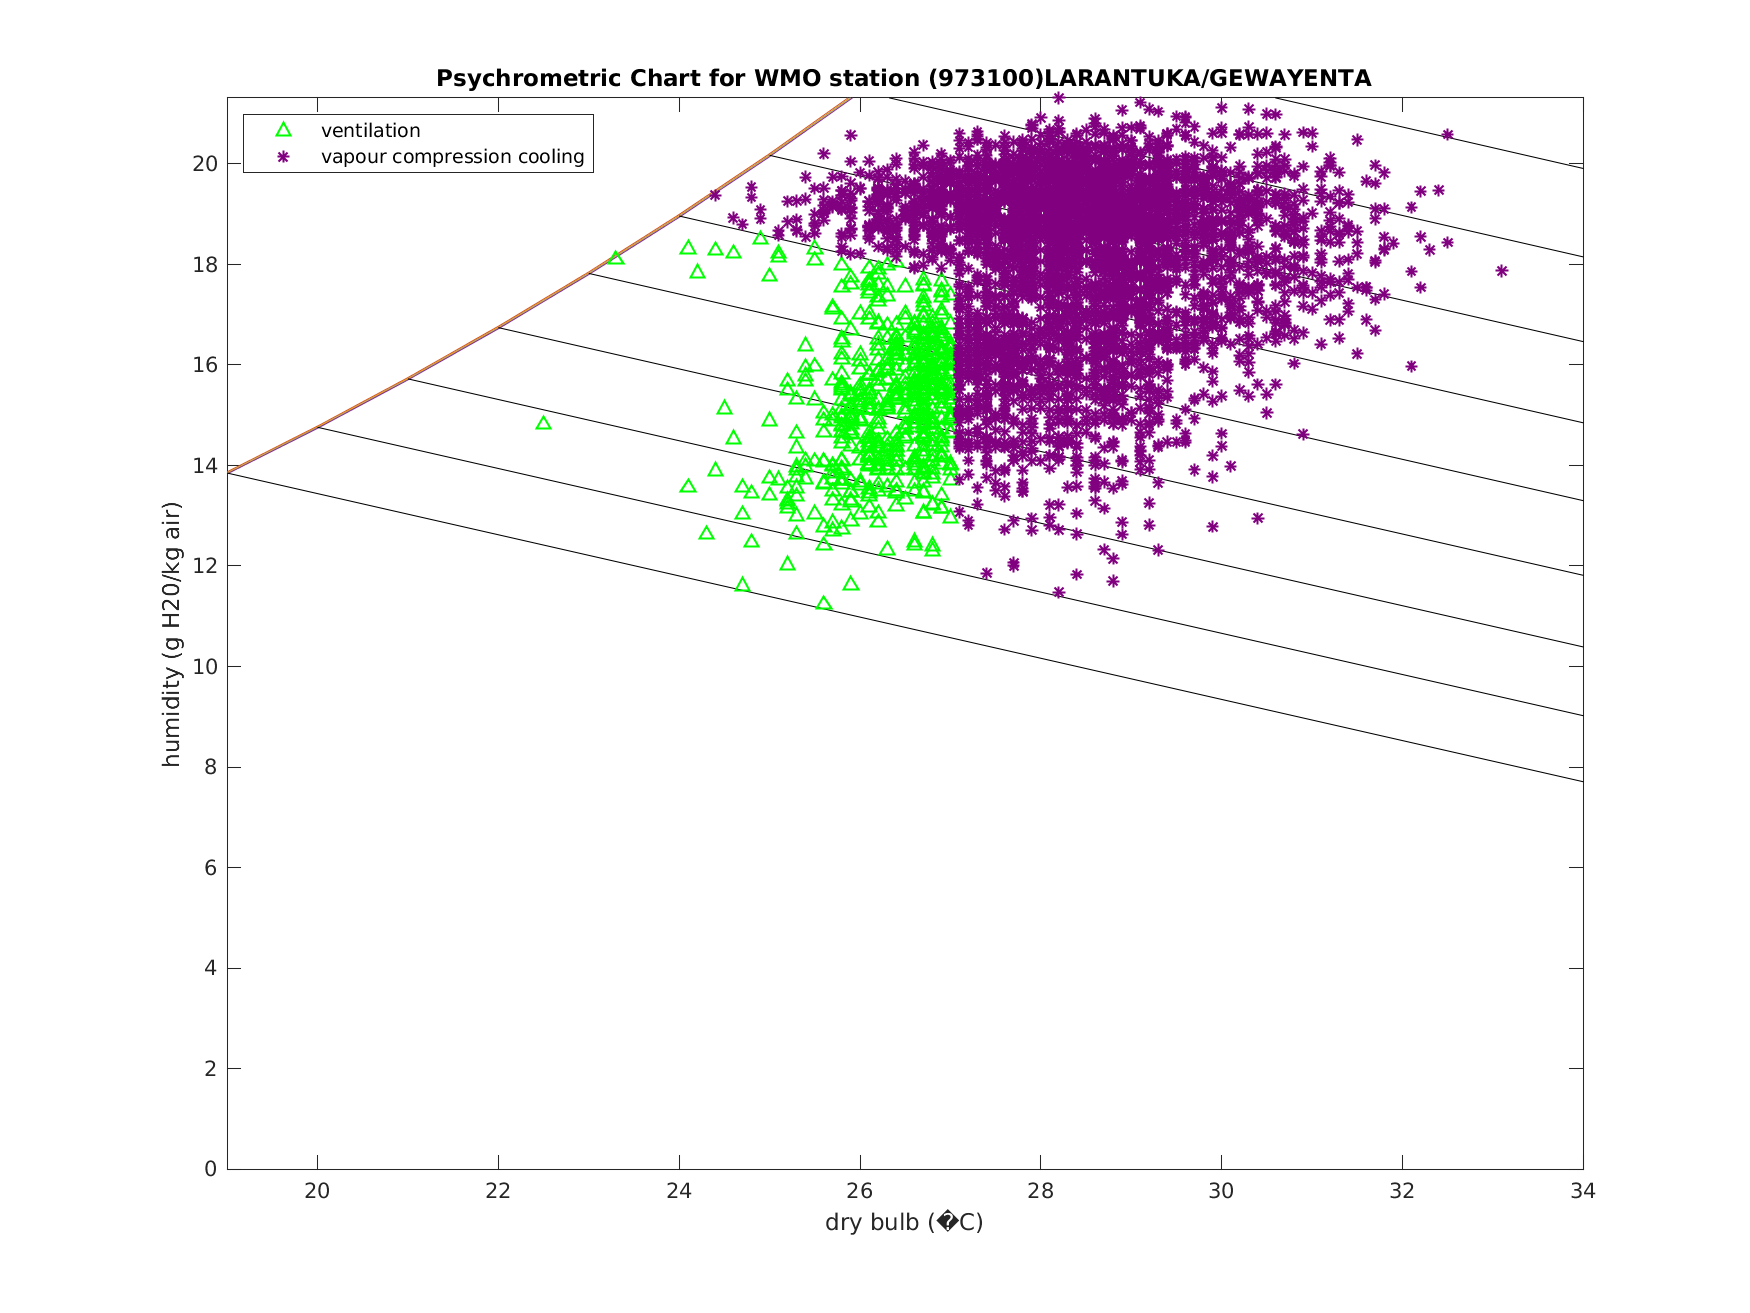 Psychrometric Chart for WMO station (973100)LARANTUKA/GEWAYENTA
ventilation
vapour compression cooling
humidity (g H20/kg air)
20
18
16
14
12
10
8
6
4
2
0
20 22 24 26 28 30 32 34
dry bulb (�C)